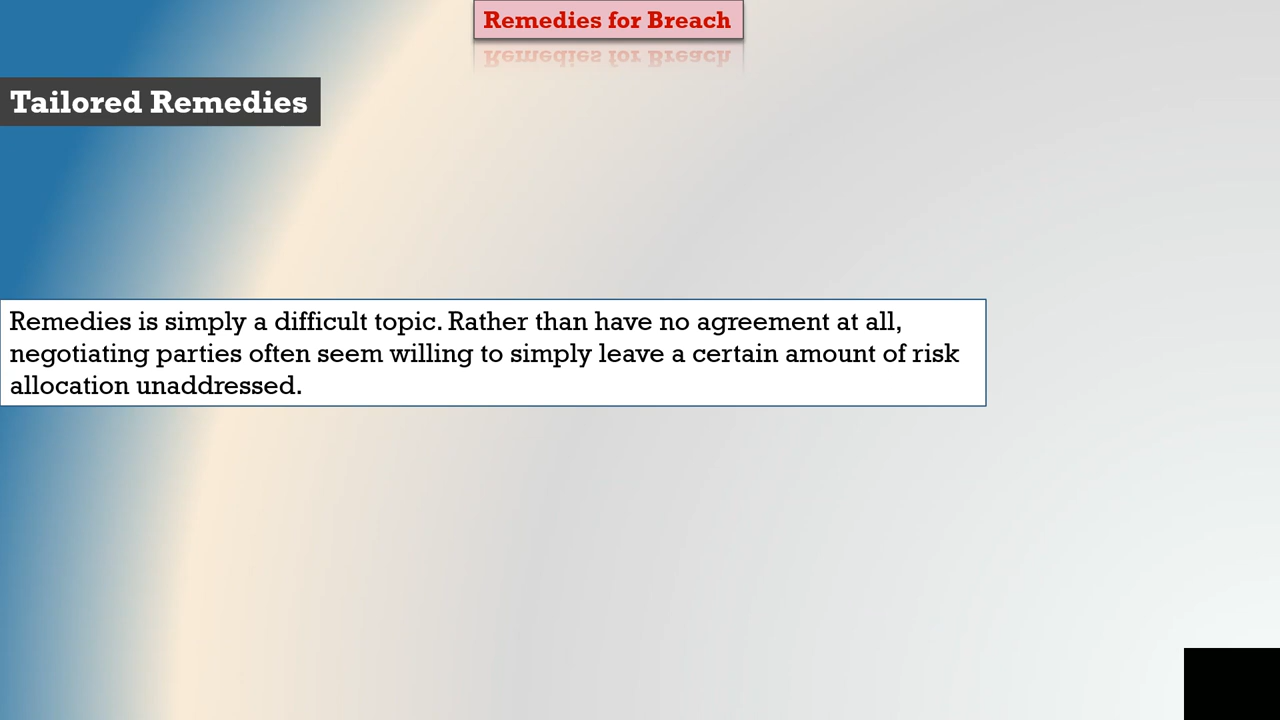 Remedies for Breach
Tailored Remedies
Remedies is simply a difficult topic. Rather than have no agreement at all,
negotiating parties often seem willing to simply leave a certain amount of risk
allocation unaddressed.